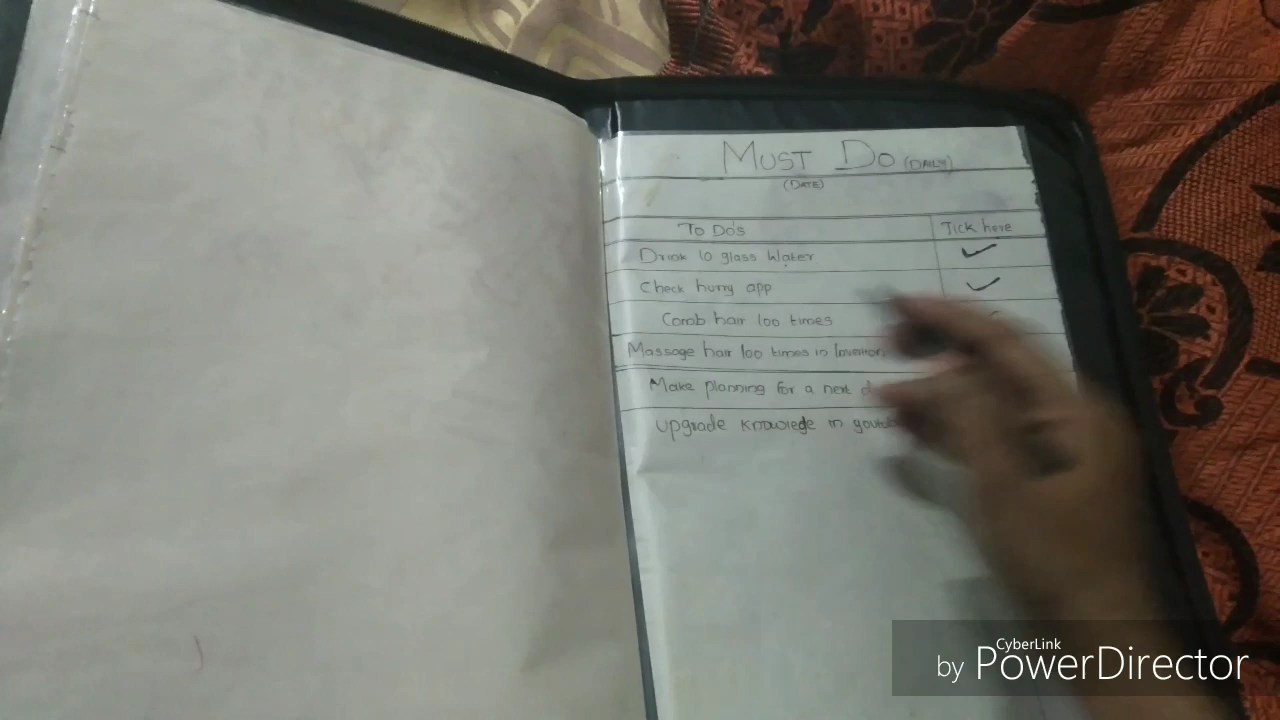 MUST DO (DAILY)
(DATE)
To Do's
Tick here
Drink 10 glass Water
Check hurry app
Comb hair 100 times
Massage hair 100 times in
Make planning for a next
upgrade knowlege in
CyberLink
by PowerDirector